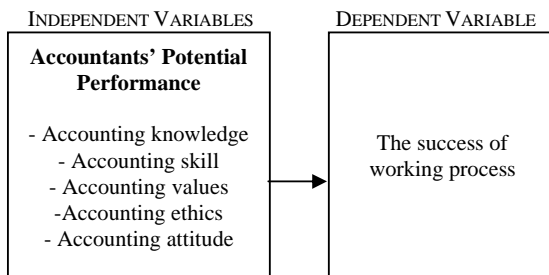 INDEPENDENT VARIABLES
Accountants' Potential
Performance
- Accounting knowledge
- Accounting skill
- Accounting values
-Accounting ethics
- Accounting attitude
DEPENDENT VARIABLE
The success of
working process